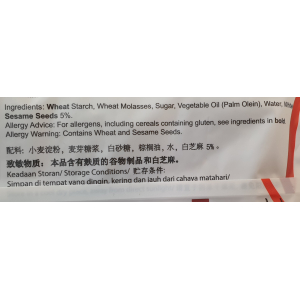 Ingredients: Wheat Starch, Wheat Molasses, Sugar, Vegetable Oil (Palm Olein), Water,
Sesame Seeds 5%.
Allergy Advice: For allergens, including cereals containing gluten, see ingredients in
Allergy Warning: Contains Wheat and Sesame Seeds.
配料: 小麦淀粉, 麦芽糖浆, 白砂糖, 棕榈油, 水, 白芝麻 5%.
致敏物质: 本品含有麸质的谷物制品和白芝麻.
Keadaan Storan/ Storage Conditions/ 贮存条件:
Simpan di tempat yang dingin, kering dan jauh dari cahaya matahari/